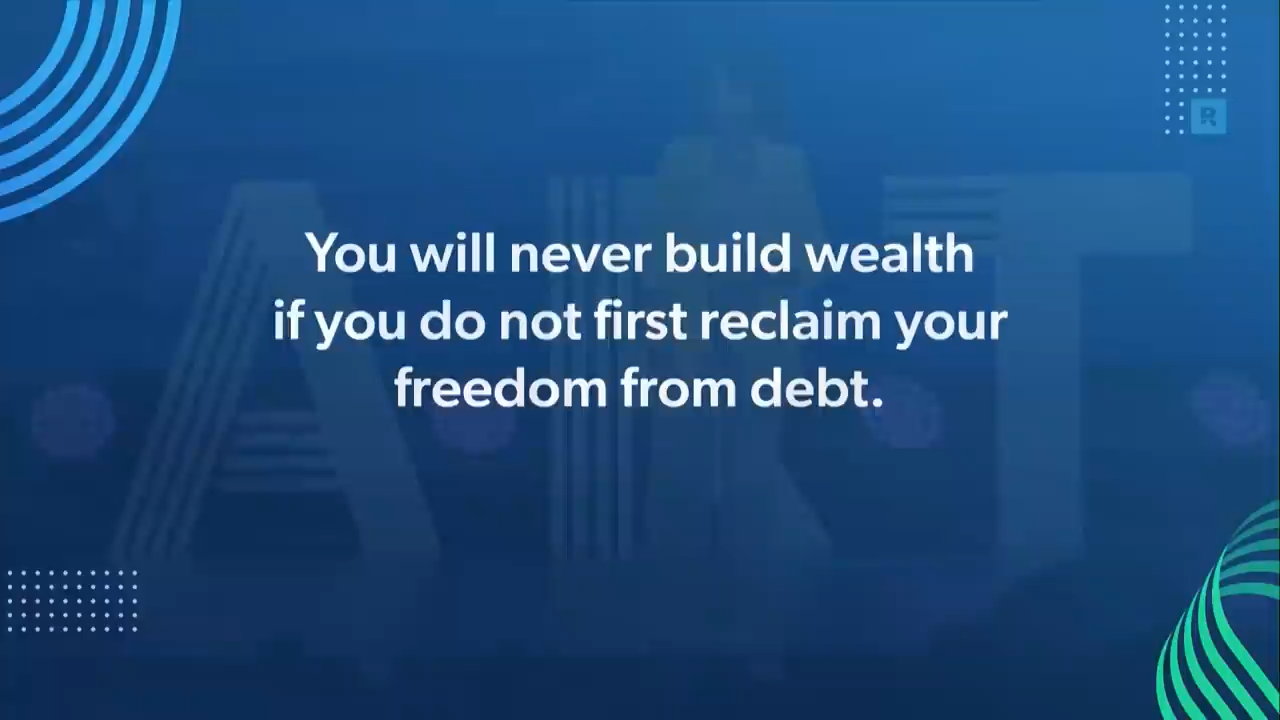 You will never build wealth
if you do not first reclaim your
freedom from debt.
R